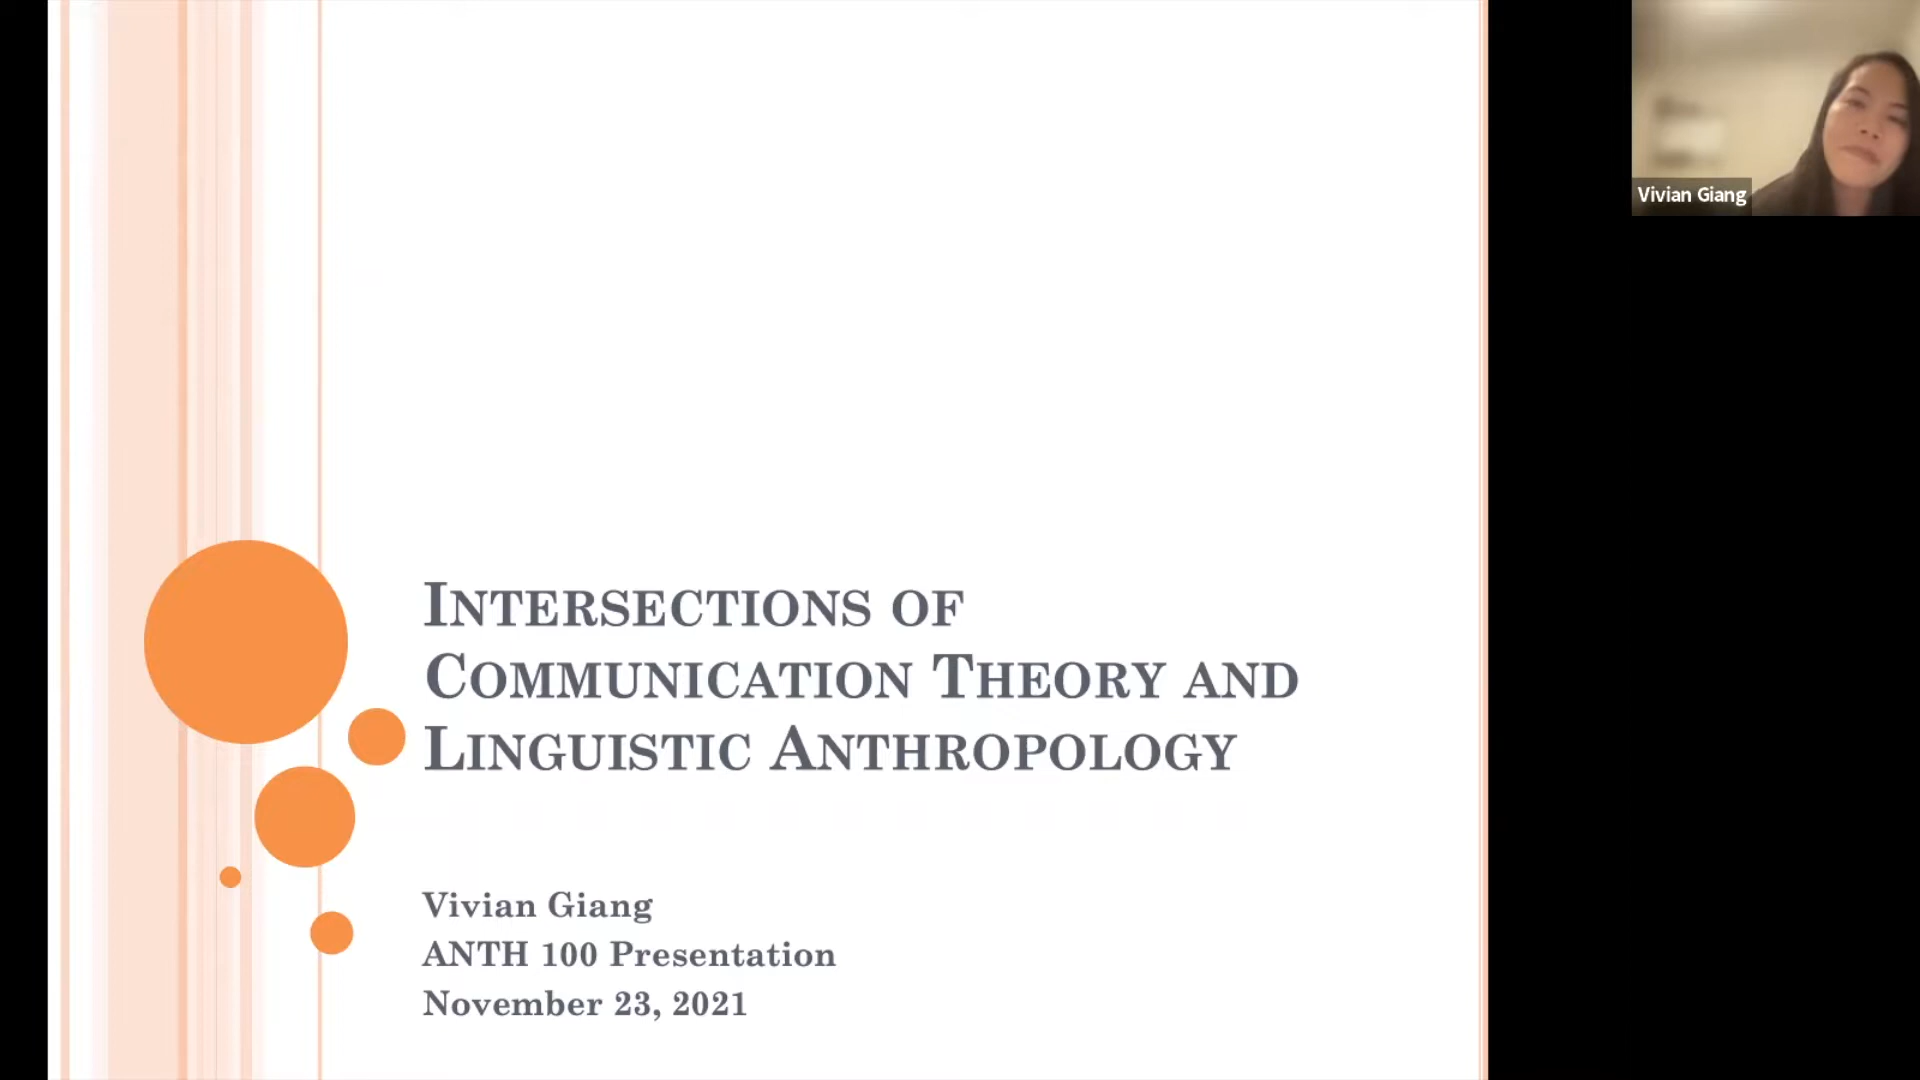 Intersections of
Communication Theory and
Linguistic Anthropology
Vivian Giang
ANTH 100 Presentation
November 23, 2021
Vivian Giang